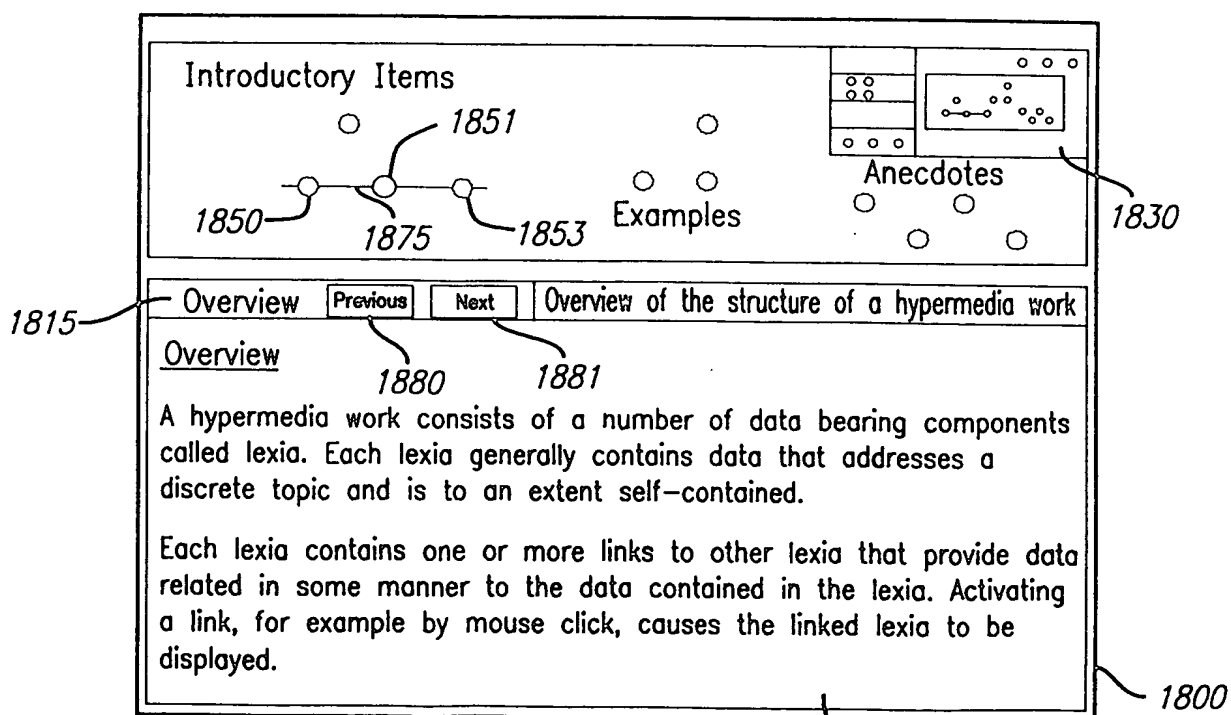 Introductory Items
1851
1850
1875
1853
Examples
Anecdotes
1830
1815
Overview
Previous
Next
Overview of the structure of a hypermedia work
Overview
1880
1881
A hypermedia work consists of a number of data bearing components
called lexia. Each lexia generally contains data that addresses a
discrete topic and is to an extent self-contained.
Each lexia contains one or more links to other lexia that provide data
related in some manner to the data contained in the lexia. Activating
a link, for example by mouse click, causes the linked lexia to be
displayed.
1800